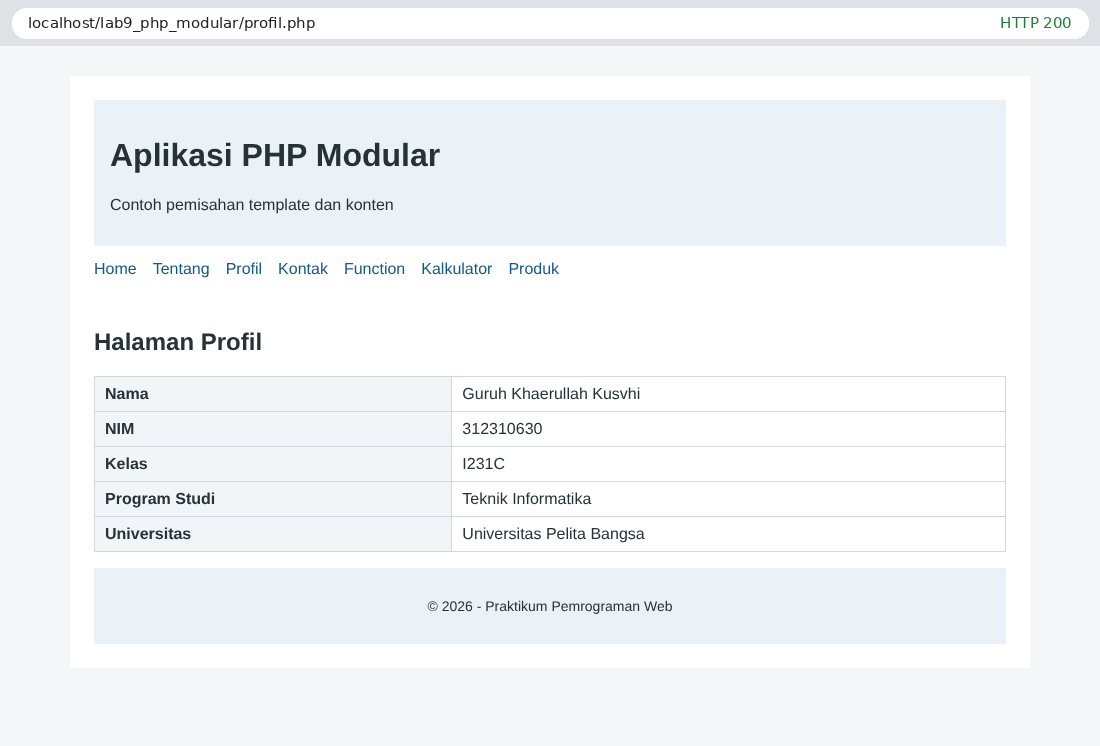 localhost/lab9_php_modular/profil.php HTTP 200
Aplikasi PHP Modular
Contoh pemisahan template dan konten
Home Tentang Profil Kontak Function Kalkulator Produk
Halaman Profil
Nama Guruh Khaerullah Kusvhi
NIM 312310630
Kelas I231C
Program Studi Teknik Informatika
Universitas Universitas Pelita Bangsa
© 2026 - Praktikum Pemrograman Web